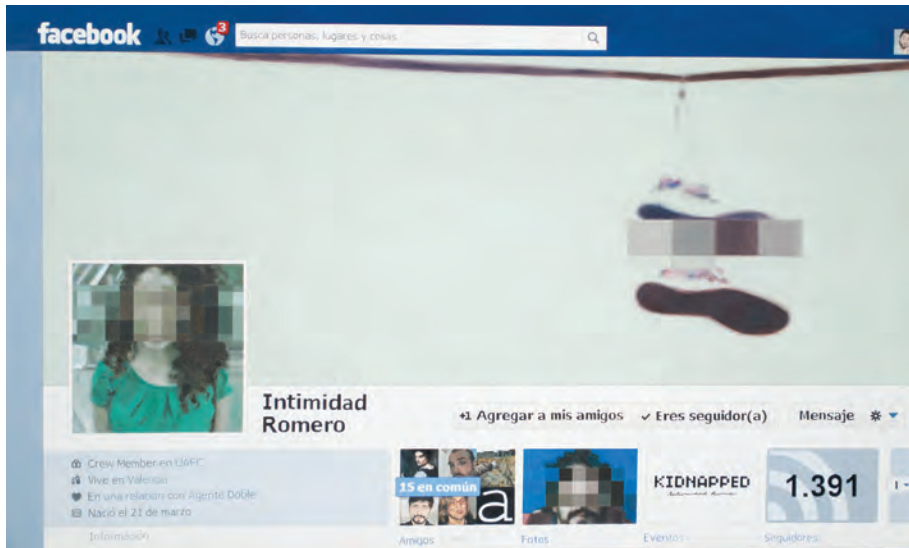 facebook
3
Busca personas, lugares y cosas
Intimidad
Romero
+1 Agregar a mis amigos
✓ Eres seguidor(a)
Mensaje
Crew Member en
Vive en Valencia
En una relación con Agente Doble
Nació el 21 de marzo
Información
15 en común
a
Amigos
Fotos
KIDNAPPED
Eventos
1.391
Seguidores